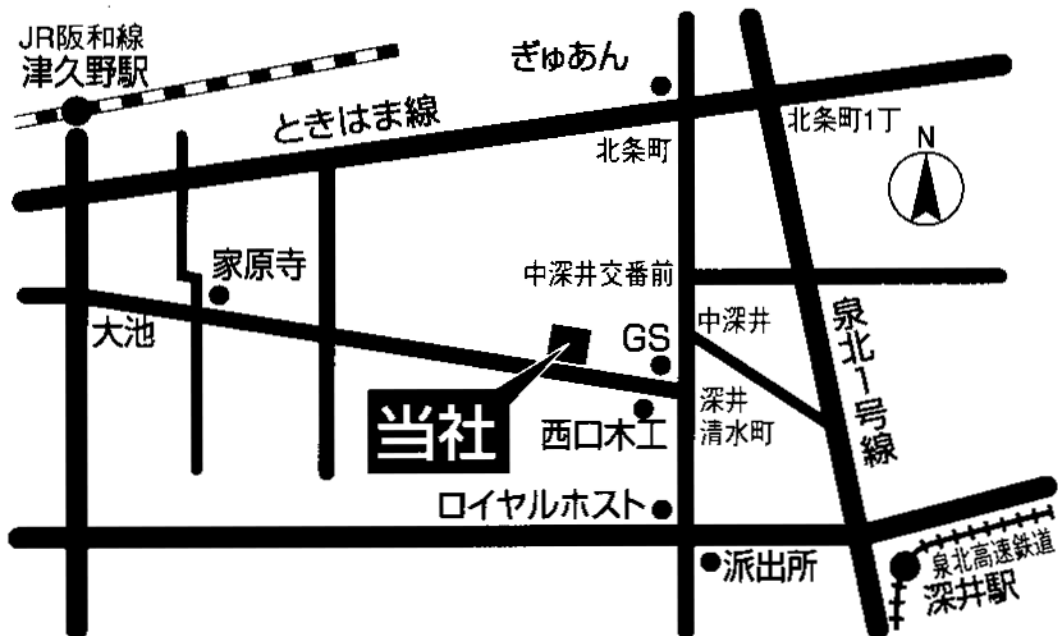 JR阪和線
津久野駅
ときはま線
ぎゅあん
北条町
北条町1丁
N
家原寺
大池
中深井交番前
中深井
GS
泉北1号線
当社
西口木工
深井
清水町
ロイヤルホスト
派出所
泉北高速鉄道
深井駅